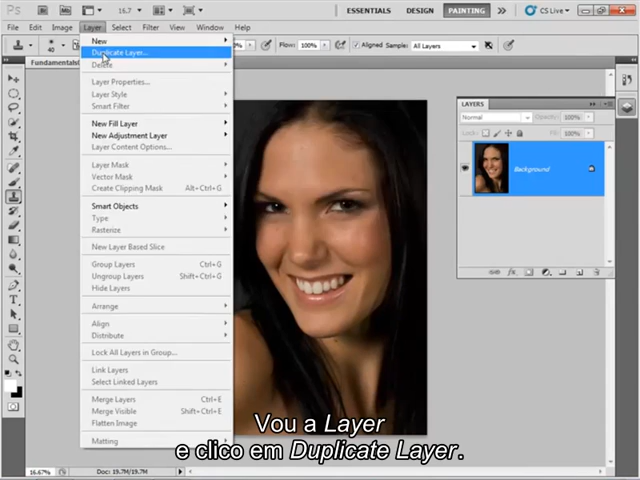 Ps
16.7
ESSENTIALS
DESIGN
PAINTING
CS Live
File
Edit
Image
Layer
Select
Filter
View
Window
Help
40
Flow: 100%
Aligned
Sample:
All Layers
New
Duplicate Layer...
Delete
Layer Properties...
Layer Style
Smart Filter
New Fill Layer
New Adjustment Layer
Layer Content Options...
Layer Mask
Vector Mask
Create Clipping Mask Alt+Ctrl+G
Smart Objects
Type
Rasterize
New Layer Based Slice
Group Layers Ctrl+G
Ungroup Layers Shift+Ctrl+G
Hide Layers
Arrange
Align
Distribute
Lock All Layers in Group...
Link Layers
Select Linked Layers
Merge Layers Ctrl+E
Merge Visible Shift+Ctrl+E
Flatten Image
Matting
LAYERS
Normal
Opacity: 100%
Lock:
Fill: 100%
Background
Vou a Layer
e clico em Duplicate Layer.
16.67%
Doc: 19.7M/19.7M